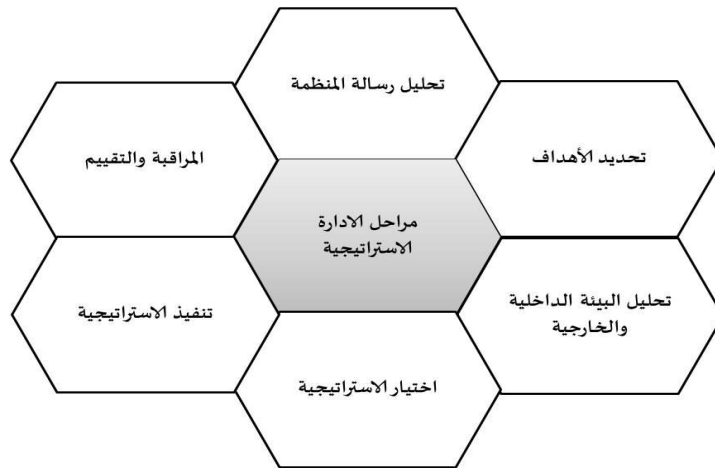 تحليل رسالة المنظمة
تحديد الأهداف
المراقبة والتقييم
مراحل الادارة
الاستراتيجية
تحليل البيئة الداخلية
والخارجية
تنفيذ الاستراتيجية
اختيار الاستراتيجية